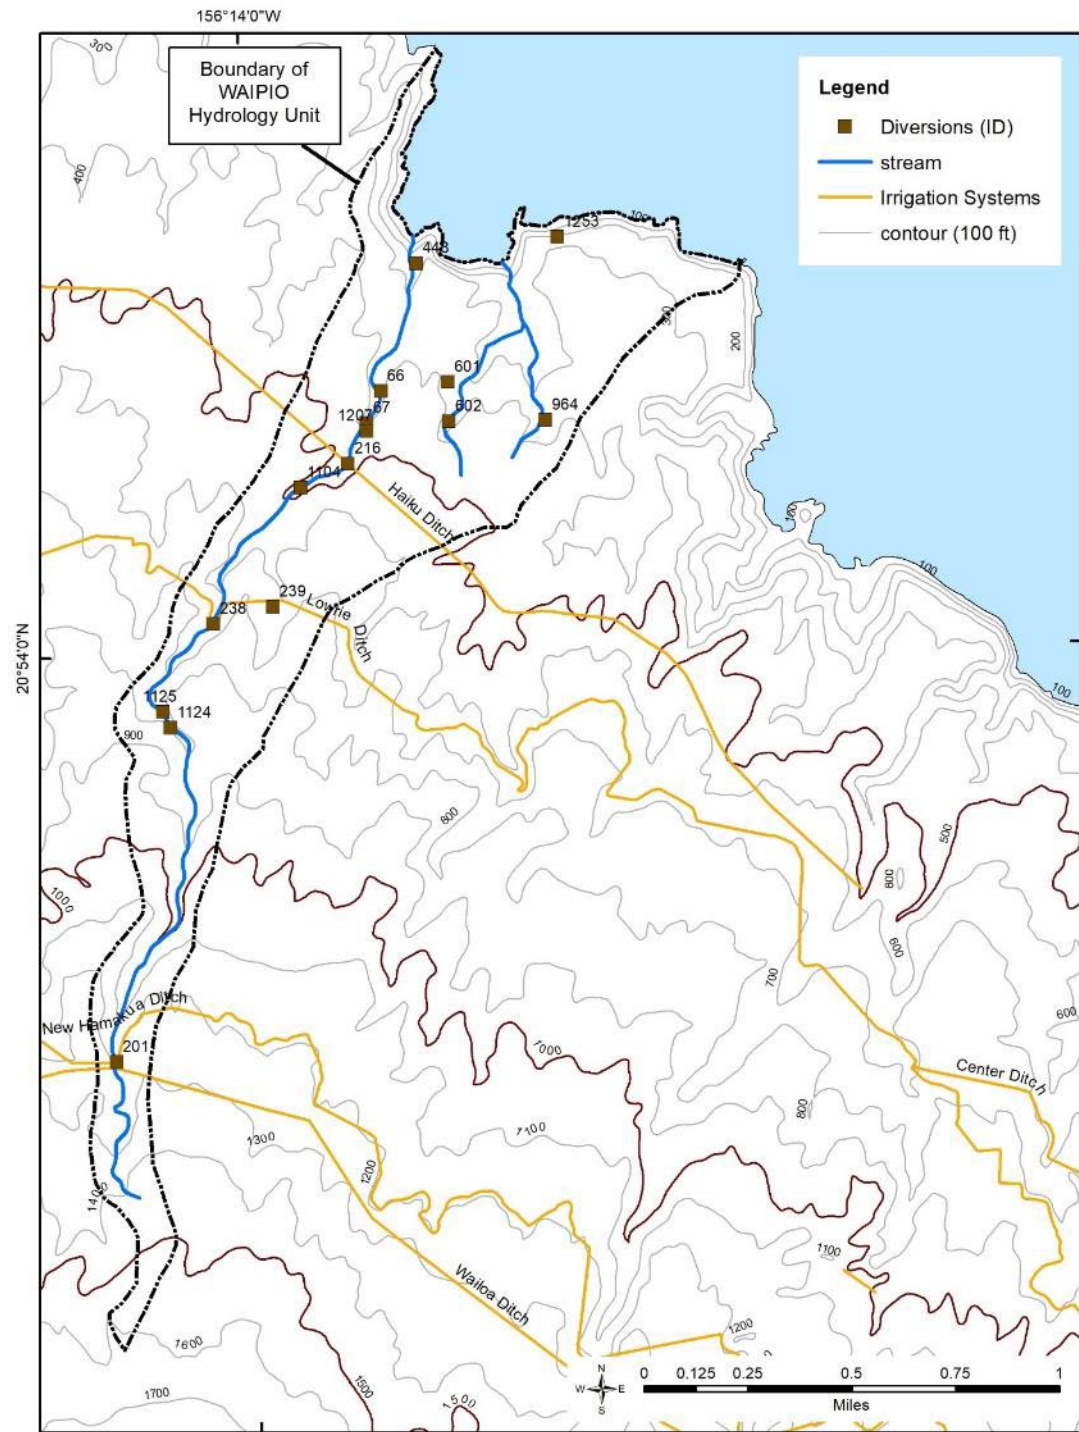 156°14'0"W
300
Boundary of
WAIPIO
Hydrology Unit
Legend
Diversions (ID)
stream
Irrigation Systems
contour (100 ft)
400
100
1253
448
300
200
601
66
67
1207
602
964
216
1104
Haiku Ditch
160
100
239
238
Lowrie Ditch
20°54'0"N
100
1125
1124
900
800
500
800
1000
600
700
New Hamakua Ditch
600
201
1000
Center Ditch
800
1100
1300
1200
1400
1100
Wailoa Ditch
1600
1200
1500
1700
1500
N
W E
S
0 0.125 0.25 0.5 0.75 1
Miles